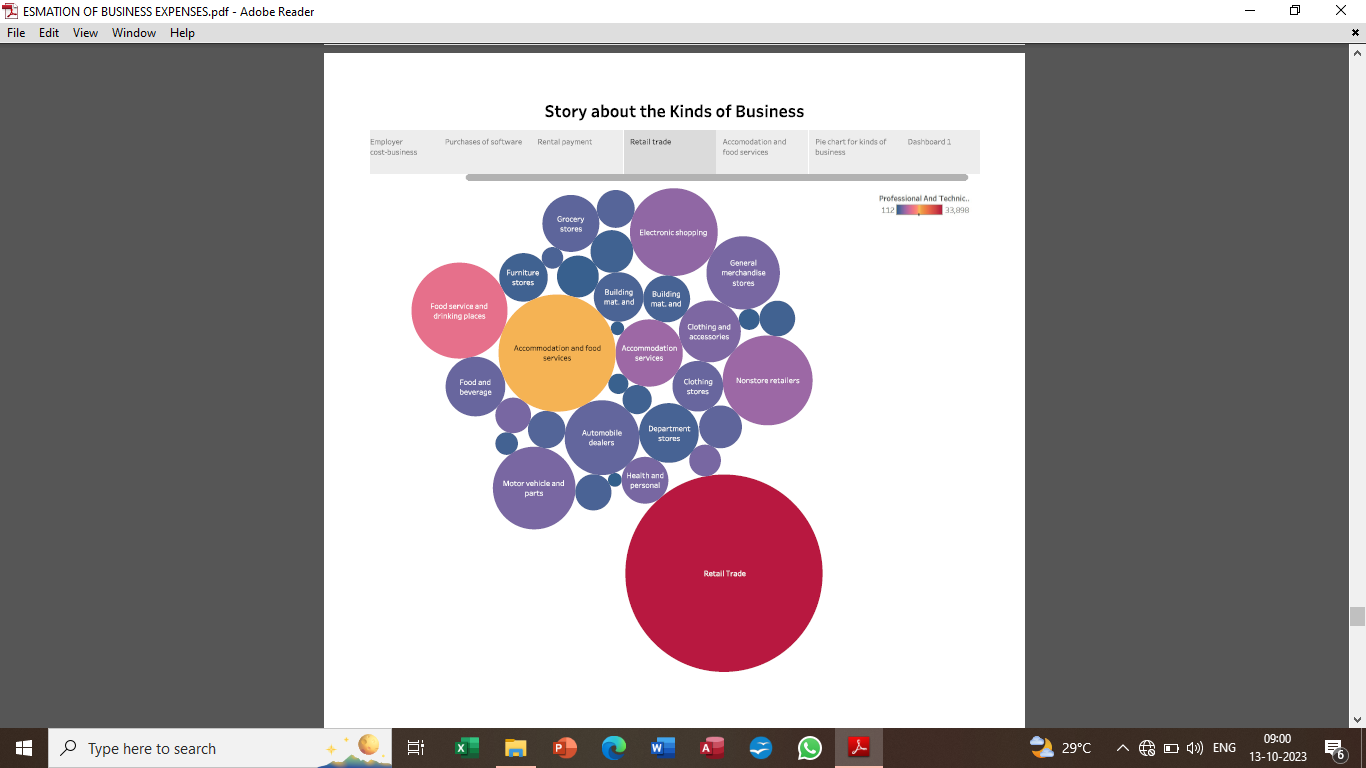 ESMATION OF BUSINESS EXPENSES.pdf - Adobe Reader
File Edit View Window Help
Story about the Kinds of Business
Employer
cost-business
Purchases of software
Rental payment
Retail trade
Accomodation and
food services
Pie chart for kinds of
business
Dashboard 1
Professional And Technic..
112 33,898
Grocery
stores
Electronic shopping
General
merchandise
stores
Furniture
stores
Building
mat. and
Building
mat. and
Food service and
drinking places
Clothing and
accessories
Accommodation and food
services
Accommodation
services
Food and
beverage
Clothing
stores
Nonstore retailers
Automobile
dealers
Department
stores
Motor vehicle and
parts
Health and
personal
Retail Trade
Type here to search
29°C
ENG
09:00
13-10-2023
6